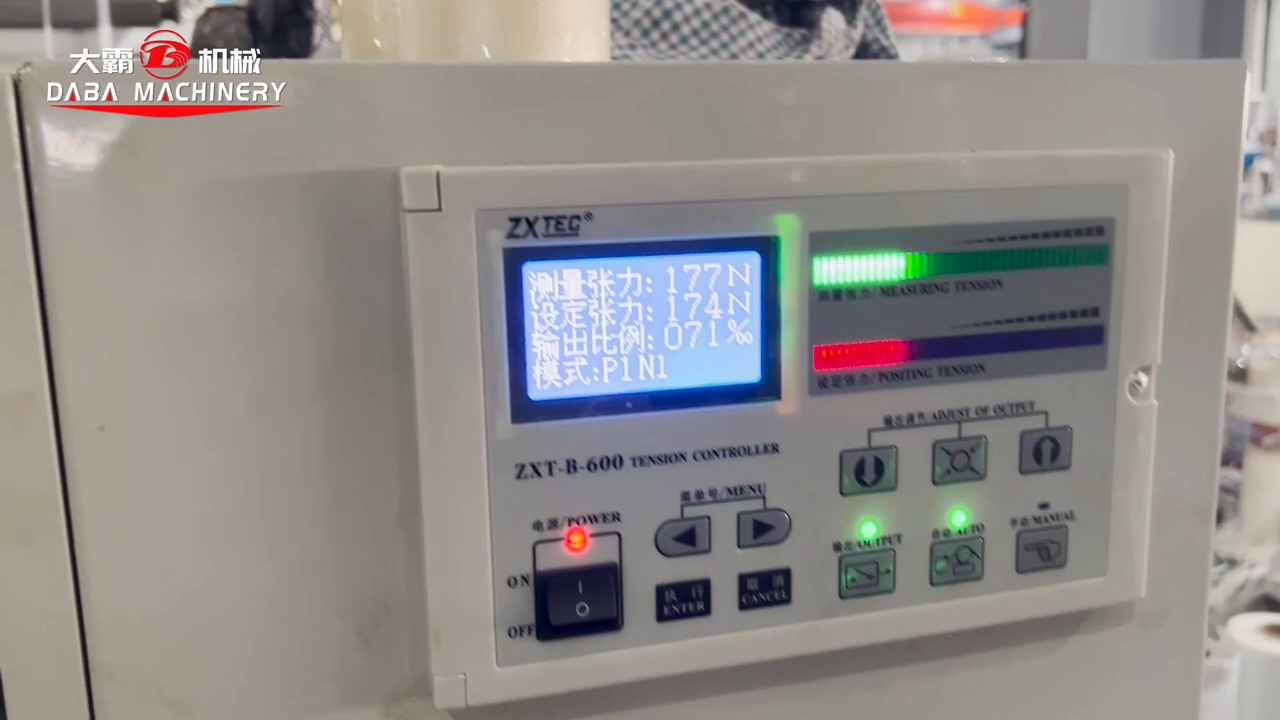 大霸 机械
DABA MACHINERY
ZXTEC®
测量张力: 177N
设定张力: 174N
输出比例: 071‰
模式:P1N1
测量张力/MEASURING TENSION
设定张力/POSITING TENSION
ZXT-B-600 TENSION CONTROLLER
输出调节/ADJUST OF OUTPUT
菜单号/MENU
电源/POWER
输出/OUTPUT
自动/AUTO
手动/MANUAL
ON
OFF
执行
ENTER
取消
CANCEL